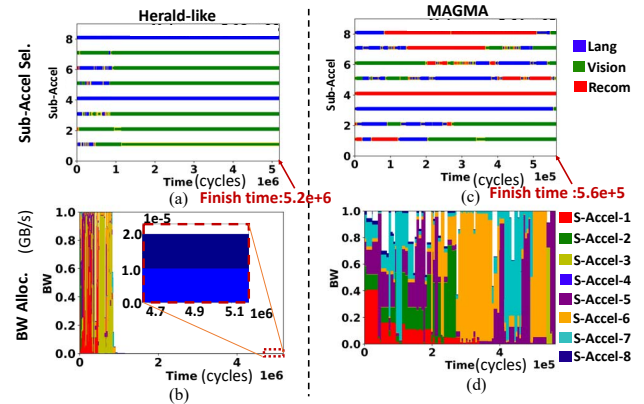 Herald-like
MAGMA
Sub-Accel Sel.
Sub-Accel
8
6
4
2
0
0 1 2 3 4 5
1e6
Time (cycles)
(a)
Finish time:5.2e+6
Sub-Accel
8
6
4
2
0
0 1 2 3 4 5
1e5
Time (cycles)
(c)
Finish time :5.6e+5
Lang
Vision
Recom
BW Alloc. (GB/s)
BW
1.0
0.8
0.6
0.4
0.2
0.0
1e-5
2.0
1.0
0.0
4.7 4.9 5.1 1e6
0 2 4
1e6
Time (cycles)
(b)
BW
1.0
0.8
0.6
0.4
0.2
0.0
0 1 2 3 4 5
1e5
Time (cycles)
(d)
S-Accel-1
S-Accel-2
S-Accel-3
S-Accel-4
S-Accel-5
S-Accel-6
S-Accel-7
S-Accel-8